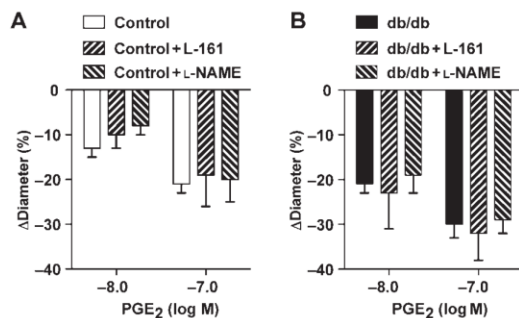 A
Control
Control + L-161
Control + L-NAME
0
−10
−20
−30
−40
ΔDiameter (%)
−8.0
−7.0
PGE2 (log M)
B
db/db
db/db + L-161
db/db + L-NAME
0
−10
−20
−30
−40
ΔDiameter (%)
−8.0
−7.0
PGE2 (log M)